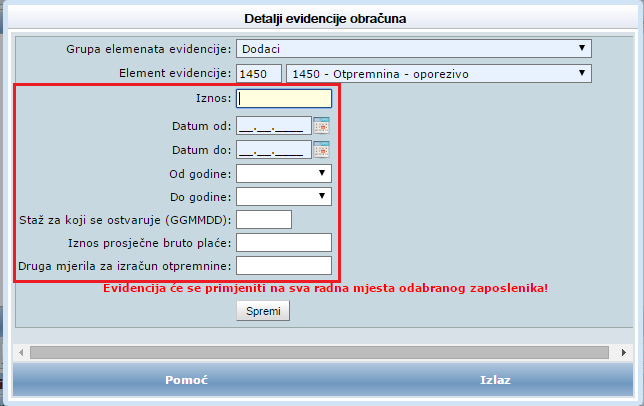 Detalji evidencije obračuna
Grupa elemenata evidencije: Dodaci
Element evidencije: 1450 1450 - Otpremnina - oporezivo
Iznos:
Datum od: __.__.____
Datum do: __.__.____
Od godine:
Do godine:
Staž za koji se ostvaruje (GGMMDD):
Iznos prosječne bruto plaće:
Druga mjerila za izračun otpremnine:
Evidencija će se primjeniti na sva radna mjesta odabranog zaposlenika!
Spremi
Pomoć Izlaz